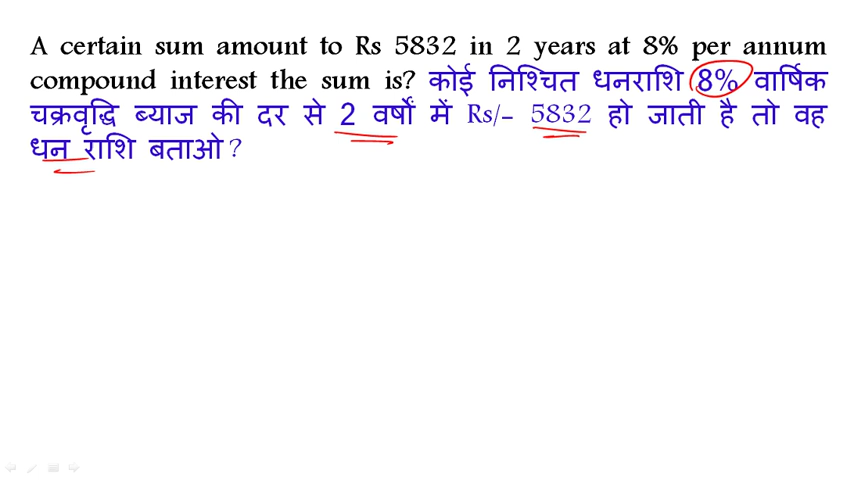 A certain sum amount to Rs 5832 in 2 years at 8% per annum
compound interest the sum is? कोई निश्चित धनराशि 8% वार्षिक
चक्रवृद्धि ब्याज की दर से 2 वर्षों में Rs/- 5832 हो जाती है तो वह
धन राशि बताओ ?